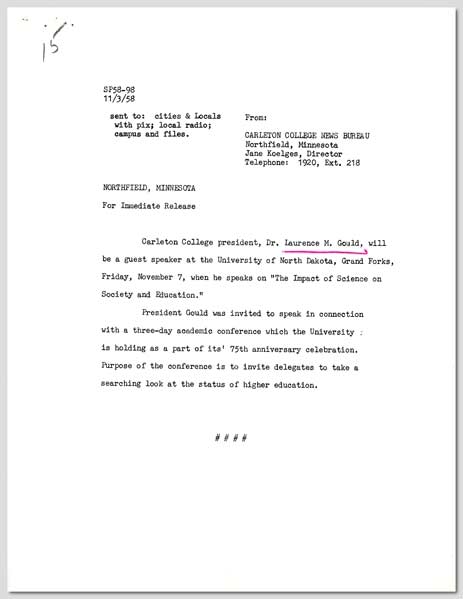 15
SP58-98
11/3/58
sent to: cities & Locals
with pix; local radio;
campus and files.
From:
CARLETON COLLEGE NEWS BUREAU
Northfield, Minnesota
Jane Koelges, Director
Telephone: 1920, Ext. 218
NORTHFIELD, MINNESOTA
For Immediate Release
Carleton College president, Dr. Laurence M. Gould, will
be a guest speaker at the University of North Dakota, Grand Forks,
Friday, November 7, when he speaks on "The Impact of Science on
Society and Education."
President Gould was invited to speak in connection
with a three-day academic conference which the University
is holding as a part of its' 75th anniversary celebration.
Purpose of the conference is to invite delegates to take a
searching look at the status of higher education.
# # # #